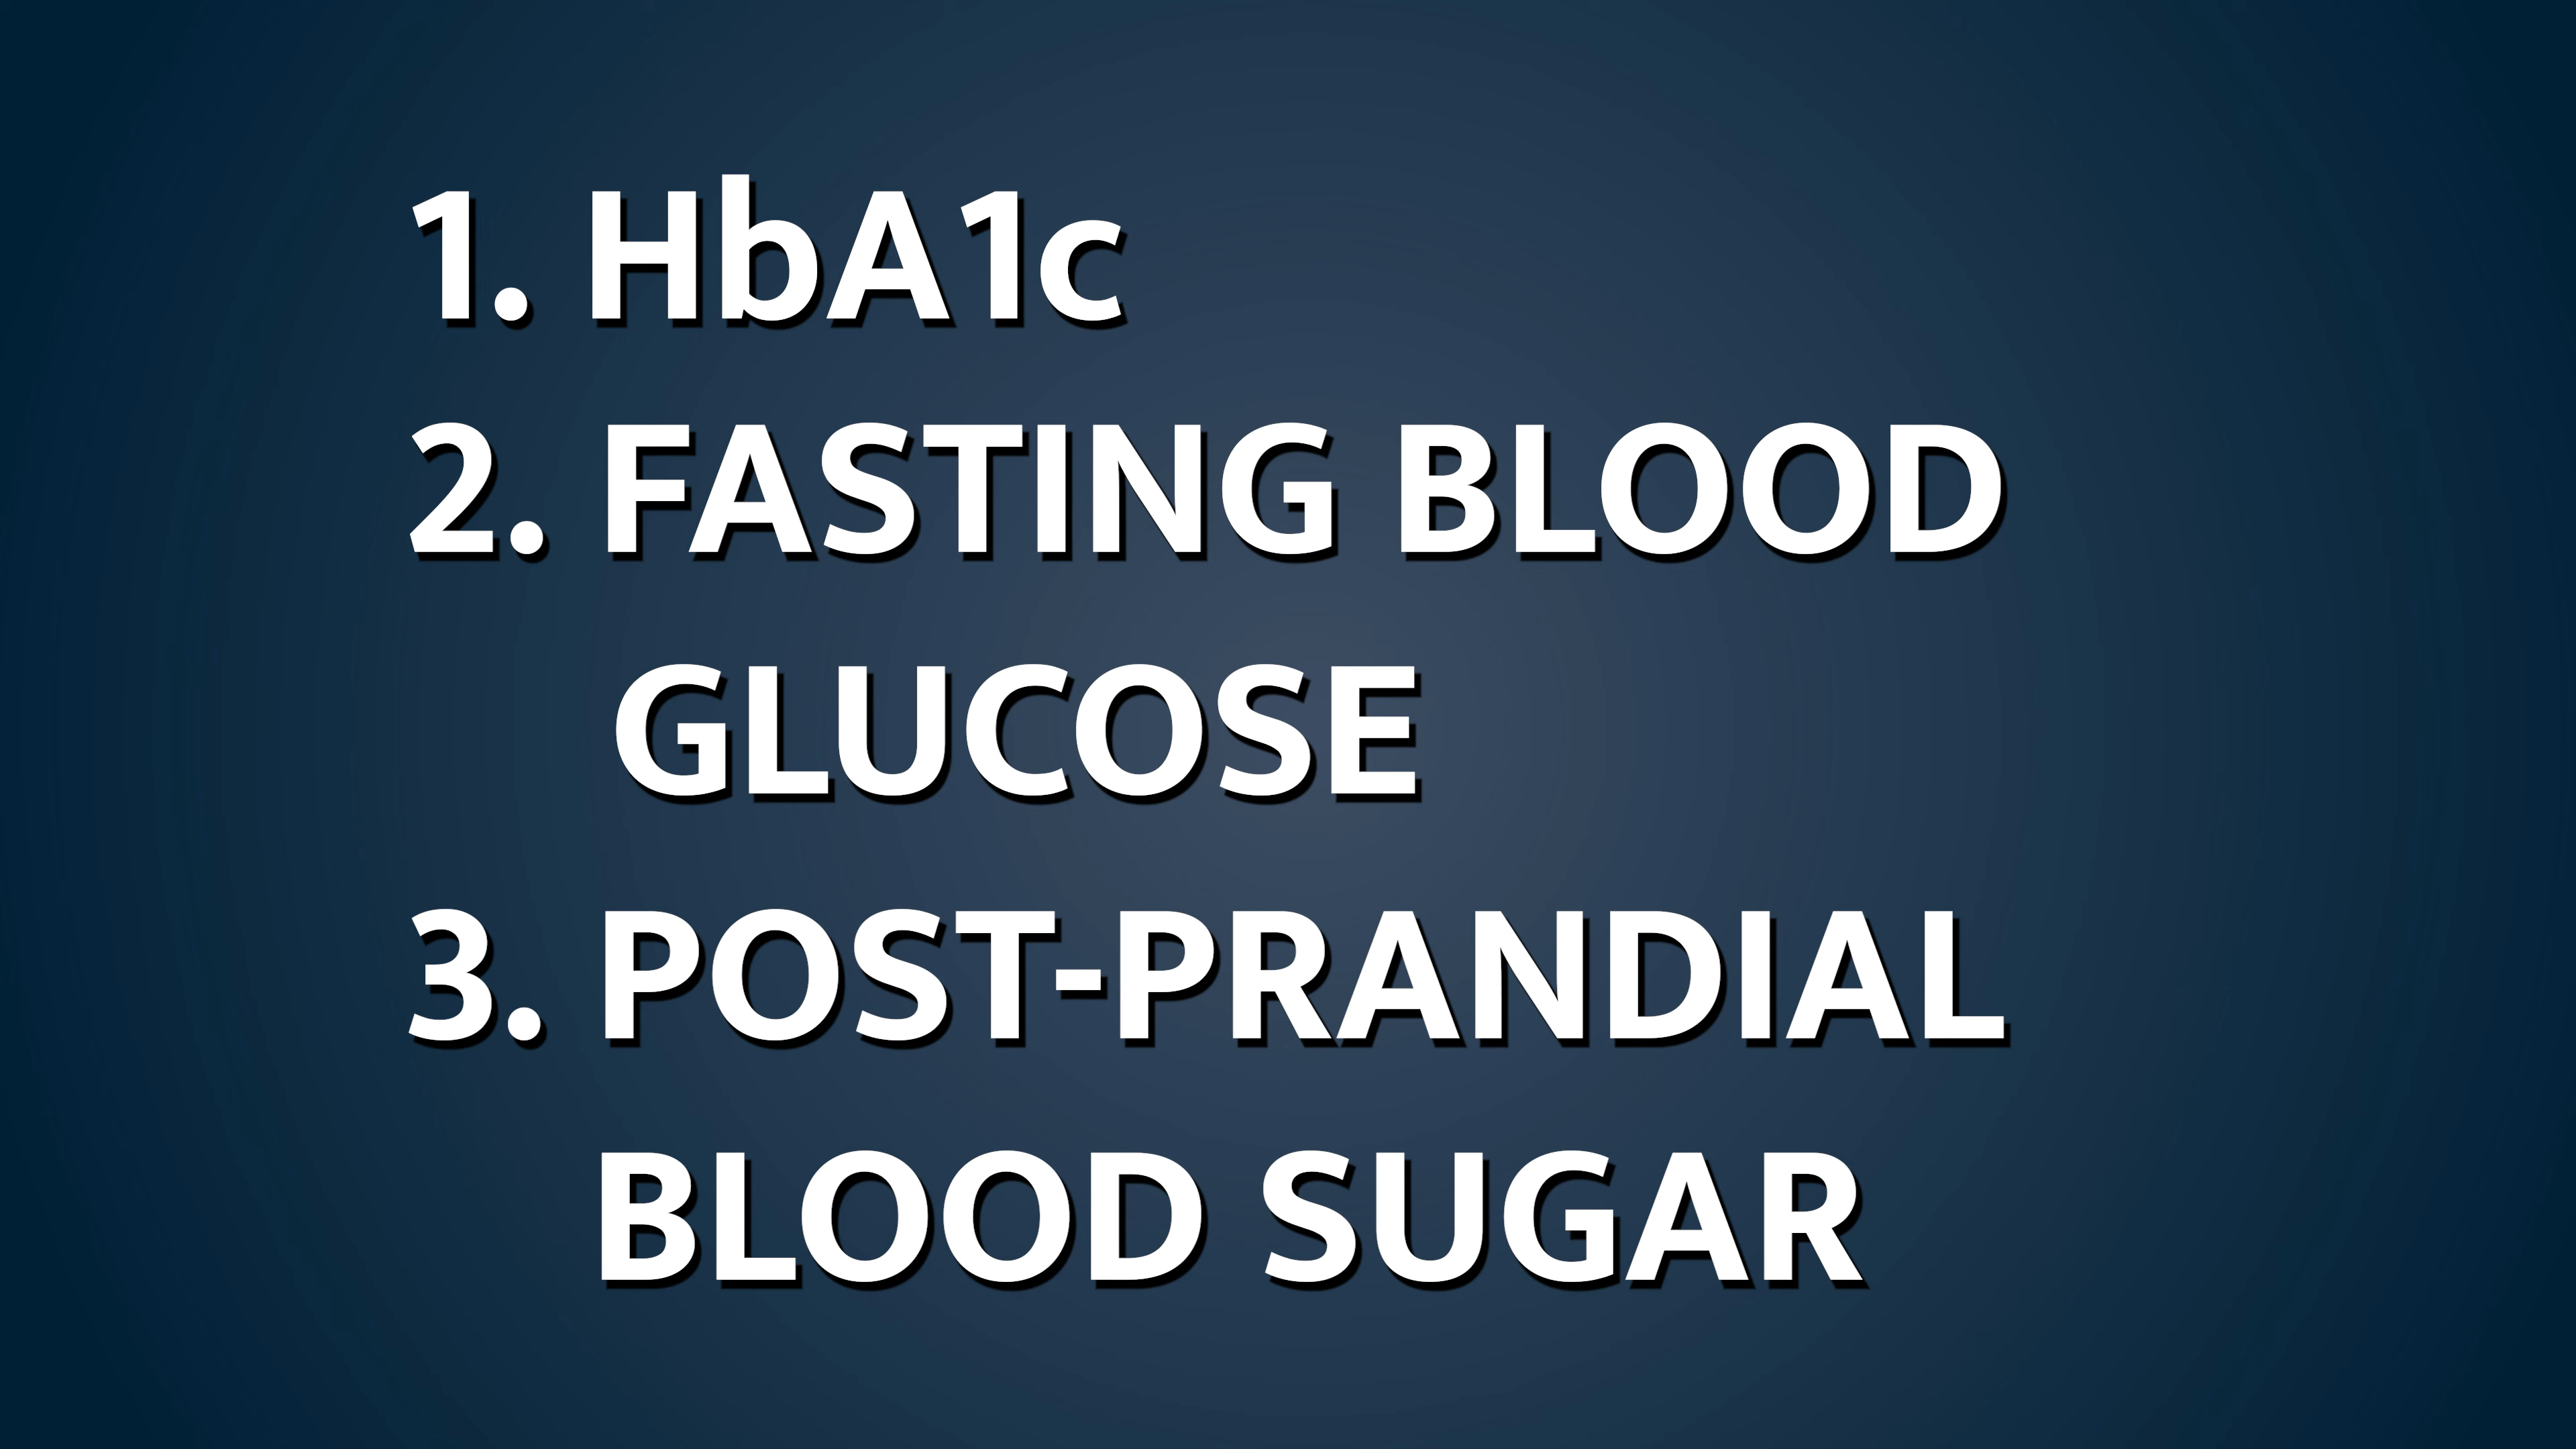 1. HbA1c
2. FASTING BLOOD
GLUCOSE
3. POST-PRANDIAL
BLOOD SUGAR